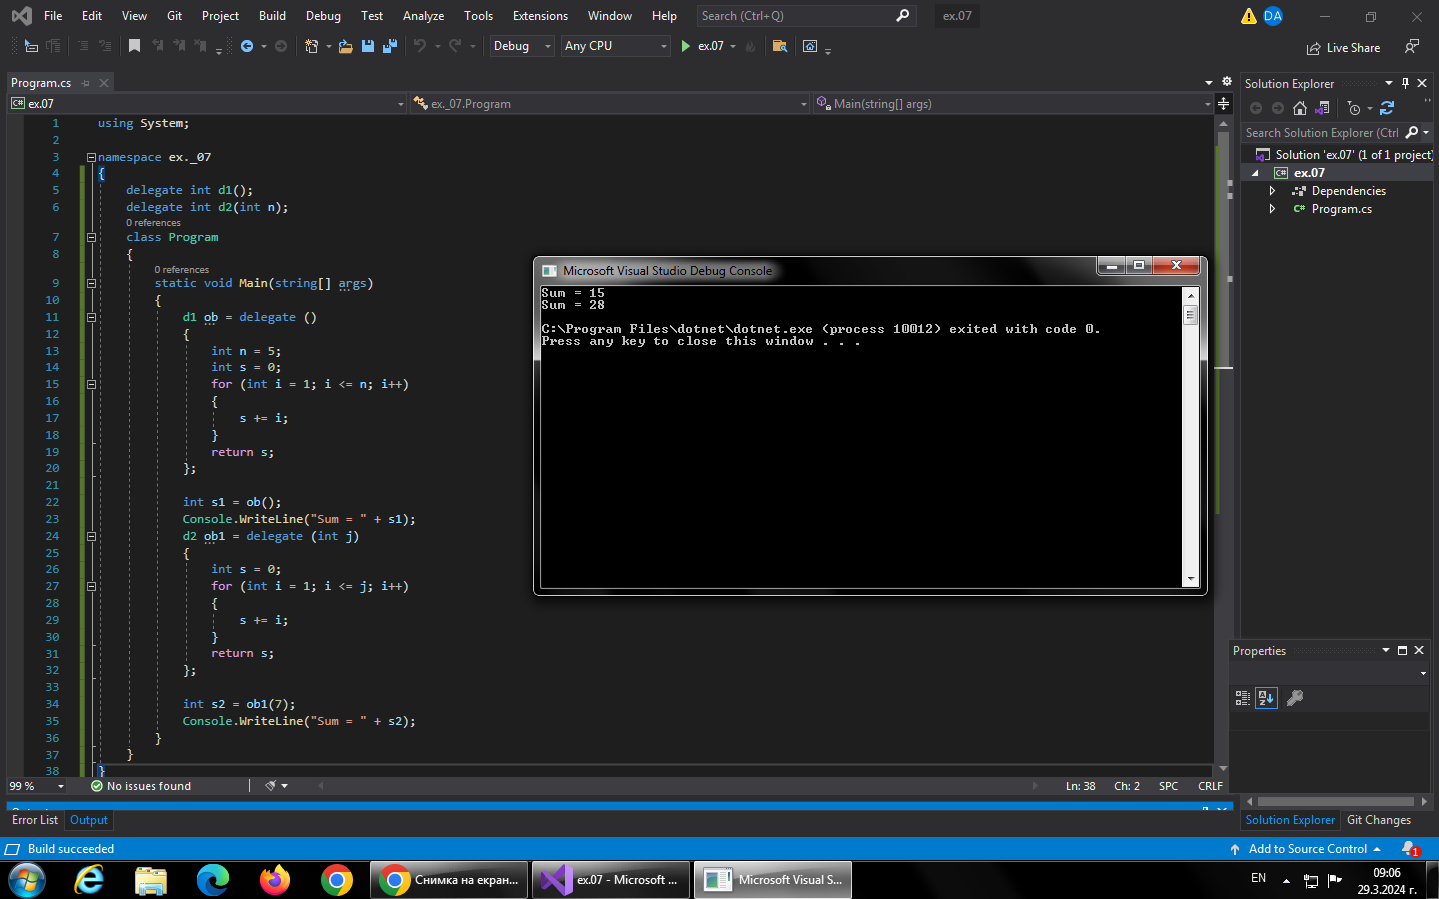 File Edit View Git Project Build Debug Test Analyze Tools Extensions Window Help Search (Ctrl+Q) ex.07 DA
Debug Any CPU ex.07 Live Share
Program.cs
ex.07 ex._07.Program Main(string[] args)
1 using System;
2
3 namespace ex._07
4 {
5 delegate int d1();
6 delegate int d2(int n);
0 references
7 class Program
8 {
0 references
9 static void Main(string[] args)
10 {
11 d1 ob = delegate ()
12 {
13 int n = 5;
14 int s = 0;
15 for (int i = 1; i <= n; i++)
16 {
17 s += i;
18 }
19 return s;
20 };
21
22 int s1 = ob();
23 Console.WriteLine("Sum = " + s1);
24 d2 ob1 = delegate (int j)
25 {
26 int s = 0;
27 for (int i = 1; i <= j; i++)
28 {
29 s += i;
30 }
31 return s;
32 };
33
34 int s2 = ob1(7);
35 Console.WriteLine("Sum = " + s2);
36 }
37 }
38 }
Microsoft Visual Studio Debug Console
Sum = 15
Sum = 28
C:\Program Files\dotnet\dotnet.exe (process 10012) exited with code 0.
Press any key to close this window . . .
Solution Explorer
Search Solution Explorer (Ctrl
Solution 'ex.07' (1 of 1 project)
C# ex.07
Dependencies
C# Program.cs
Properties
99 % No issues found Ln: 38 Ch: 2 SPC CRLF
Error List Output Solution Explorer Git Changes
Build succeeded Add to Source Control 1
Снимка на екран... ex.07 - Microsoft ... Microsoft Visual S... EN 09:06
29.3.2024 г.